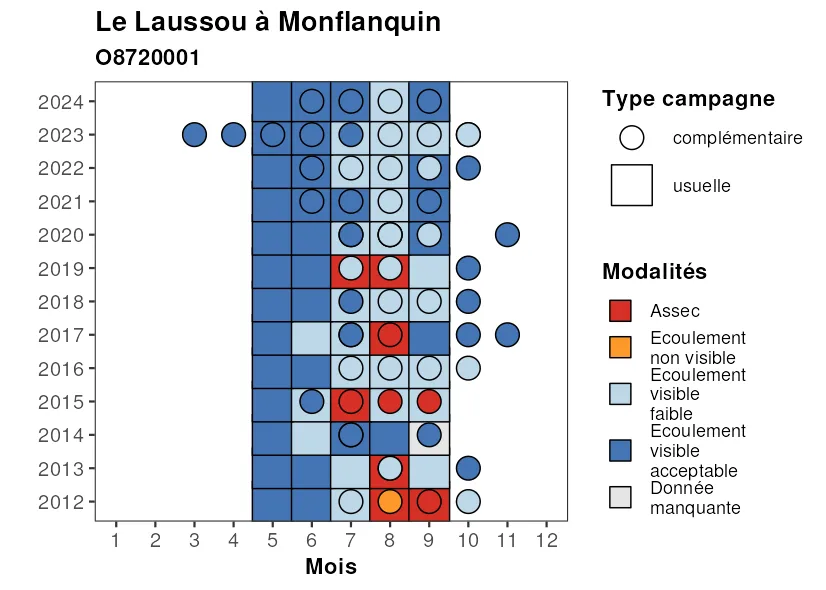 Le Laussou à Monflanquin
O8720001
2024
2023
2022
2021
2020
2019
2018
2017
2016
2015
2014
2013
2012
1 2 3 4 5 6 7 8 9 10 11 12
Mois
Type campagne
complémentaire
usuelle
Modalités
Assec
Ecoulement
non visible
Ecoulement
visible
faible
Ecoulement
visible
acceptable
Donnée
manquante